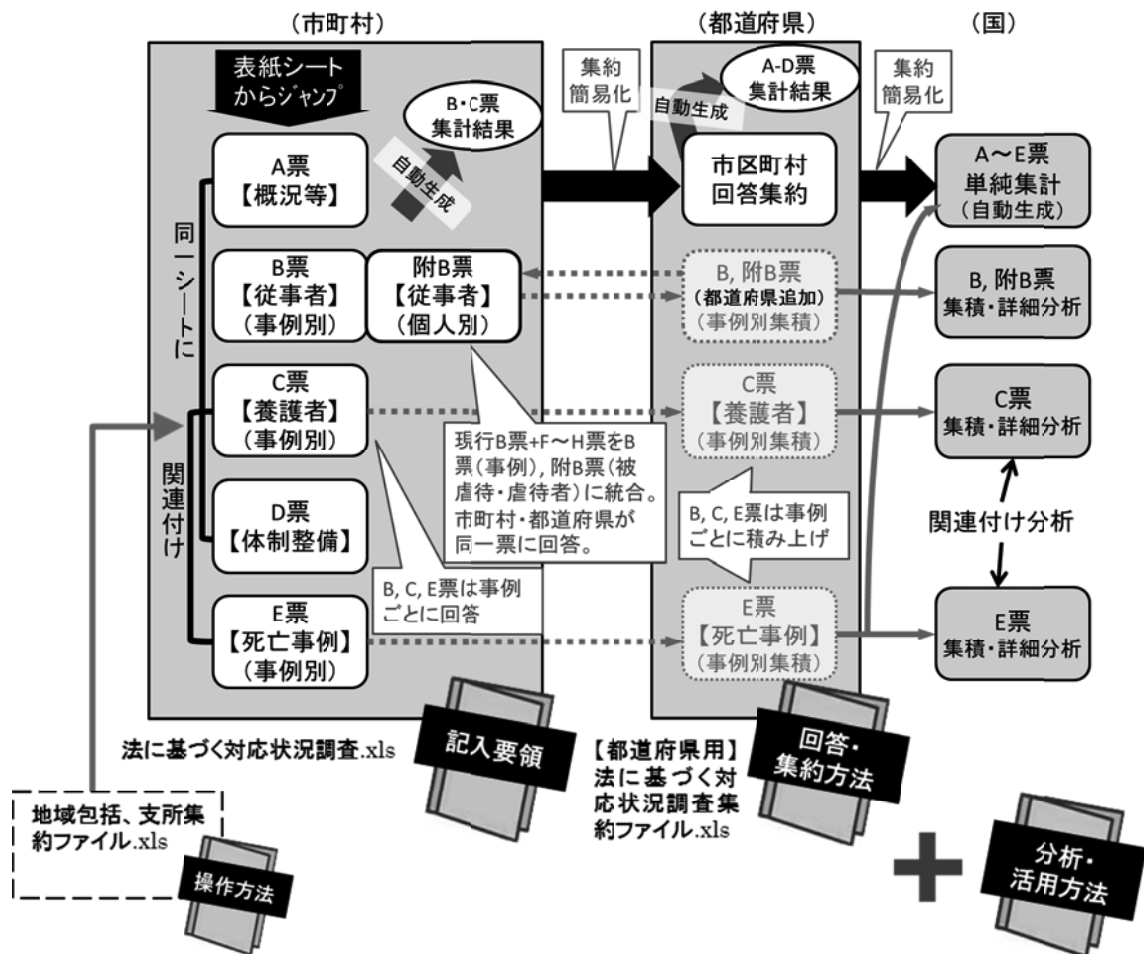 （市町村）
（都道府県）
（国）
表紙シート
からジャンプ
B・C票
集計結果
自動生成
集約
簡易化
A-D票
集計結果
自動生成
集約
簡易化
A票
【概況等】
市区町村
回答集約
A～E票
単純集計
（自動生成）
同一シートに
B票
【従事者】
（事例別）
附B票
【従事者】
（個人別）
B, 附B票
（都道府県追加）
（事例別集積）
B, 附B票
集積・詳細分析
C票
【養護者】
（事例別）
C票
【養護者】
（事例別集積）
C票
集積・詳細分析
関連付け
現行B票+F～H票をB
票（事例）, 附B票（被
虐待・虐待者）に統合。
市町村・都道府県が
同一票に回答。
D票
【体制整備】
B, C, E票は事例
ごとに積み上げ
関連付け分析
B, C, E票は事例
ごとに回答
E票
【死亡事例】
（事例別）
E票
【死亡事例】
（事例別集積）
E票
集積・詳細分析
法に基づく対応状況調査.xls
記入要領
【都道府県用】
法に基づく対
応状況調査集
約ファイル.xls
回答・
集約方法
地域包括、支所集
約ファイル.xls
操作方法
分析・
活用方法